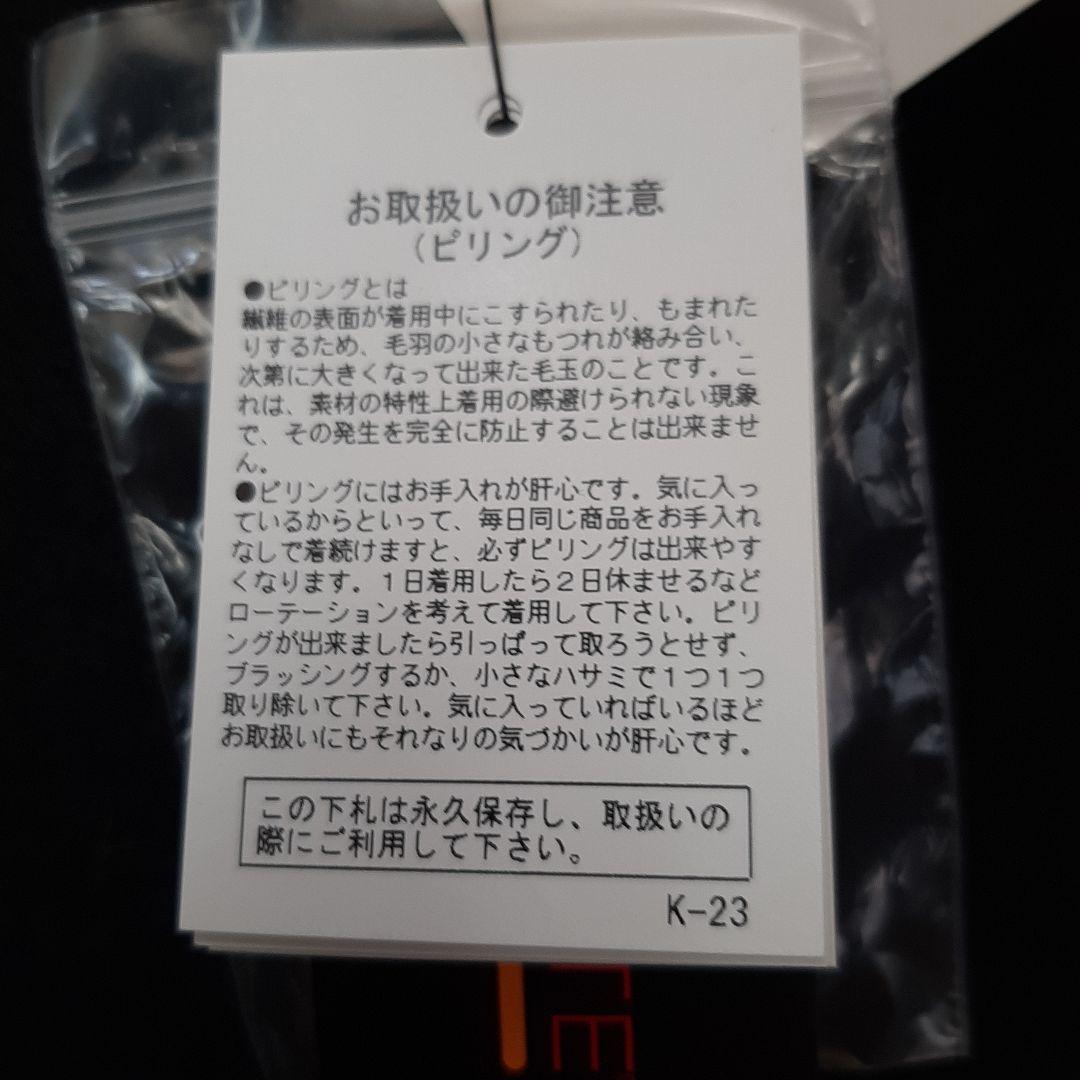 お取扱いの御注意
（ピリング）
●ピリングとは
繊維の表面が着用中にこすられたり、もまれた
りするため、毛羽の小さなもつれが絡み合い、
次第に大きくなって出来た毛玉のことです。こ
れは、素材の特性上着用の際避けられない現象
で、その発生を完全に防止することは出来ませ
ん。
●ピリングにはお手入れが肝心です。気に入っ
ているからといって、毎日同じ商品をお手入れ
なしで着続けますと、必ずピリングは出来やす
くなります。１日着用したら２日休ませるなど
ローテーションを考えて着用して下さい。ピリ
ングが出来ましたら引っぱって取ろうとせず、
ブラッシングするか、小さなハサミで１つ１つ
取り除いて下さい。気に入っていればいるほど
お取扱いにもそれなりの気づかいが肝心です。
この下札は永久保存し、取扱いの
際にご利用して下さい。
K-23
TE